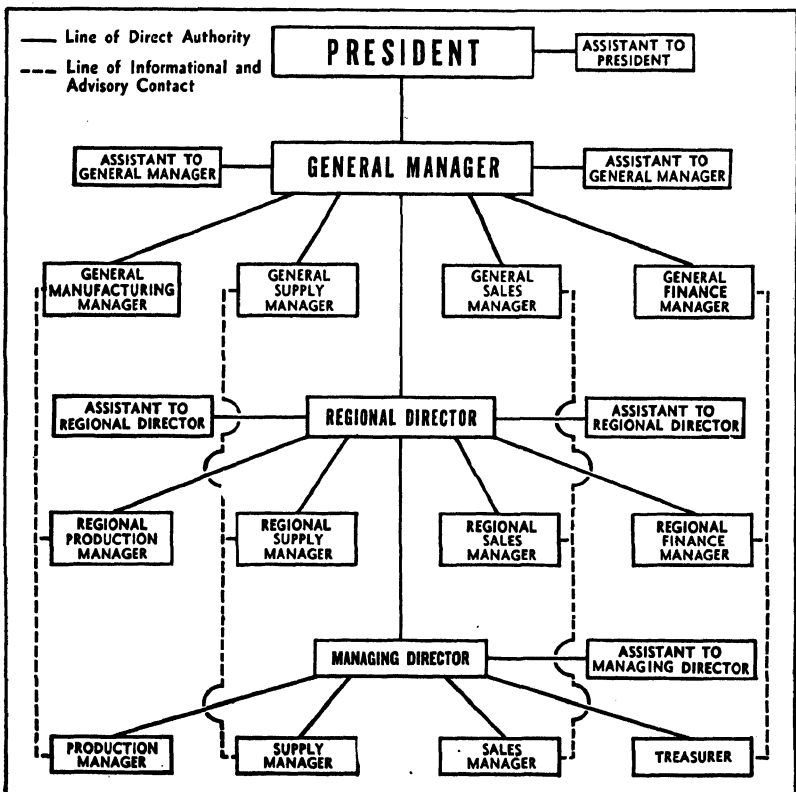 Line of Direct Authority
Line of Informational and
Advisory Contact
PRESIDENT
ASSISTANT TO
PRESIDENT
ASSISTANT TO
GENERAL MANAGER
GENERAL MANAGER
ASSISTANT TO
GENERAL MANAGER
GENERAL
MANUFACTURING
MANAGER
GENERAL
SUPPLY
MANAGER
GENERAL
SALES
MANAGER
GENERAL
FINANCE
MANAGER
ASSISTANT TO
REGIONAL DIRECTOR
REGIONAL DIRECTOR
ASSISTANT TO
REGIONAL DIRECTOR
REGIONAL
PRODUCTION
MANAGER
REGIONAL
SUPPLY
MANAGER
REGIONAL
SALES
MANAGER
REGIONAL
FINANCE
MANAGER
MANAGING DIRECTOR
ASSISTANT TO
MANAGING DIRECTOR
PRODUCTION
MANAGER
SUPPLY
MANAGER
SALES
MANAGER
TREASURER